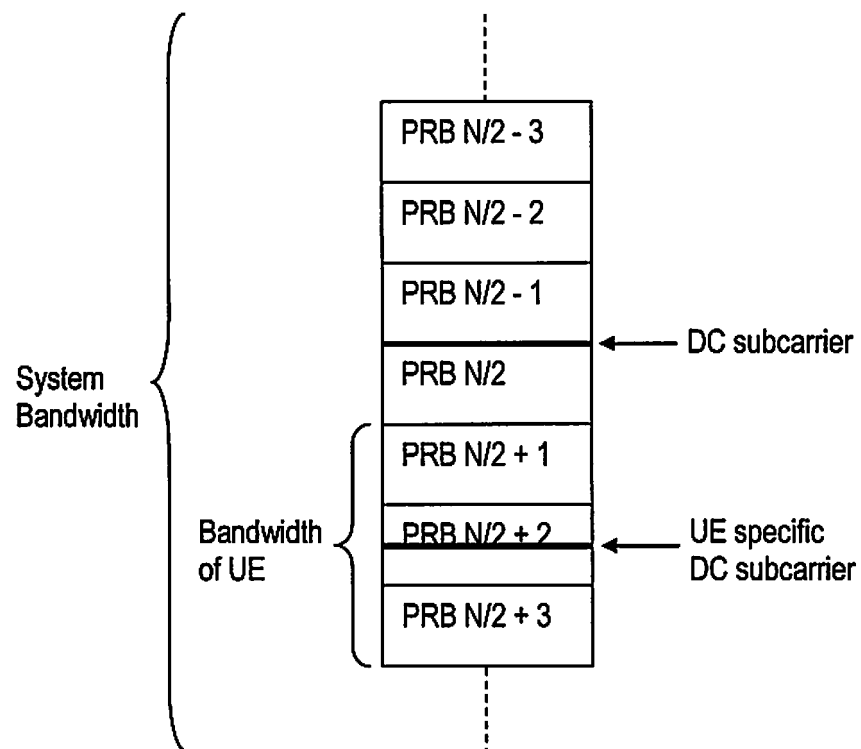 PRB N/2 - 3
PRB N/2 - 2
PRB N/2 - 1
DC subcarrier
System
Bandwidth
PRB N/2
PRB N/2 + 1
Bandwidth
of UE
PRB N/2 + 2
UE specific
DC subcarrier
PRB N/2 + 3